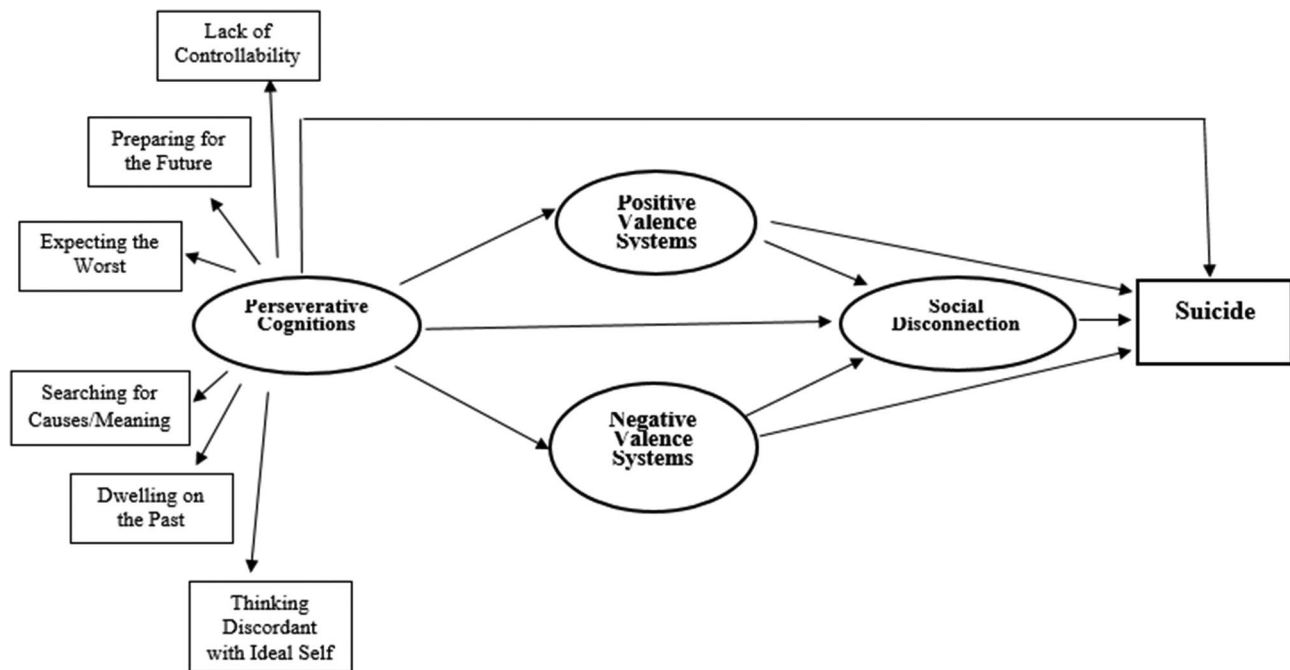 Lack of
Controllability
Preparing for
the Future
Expecting the
Worst
Perseverative
Cognitions
Searching for
Causes/Meaning
Dwelling on
the Past
Thinking
Discordant
with Ideal Self
Positive
Valence
Systems
Negative
Valence
Systems
Social
Disconnection
Suicide